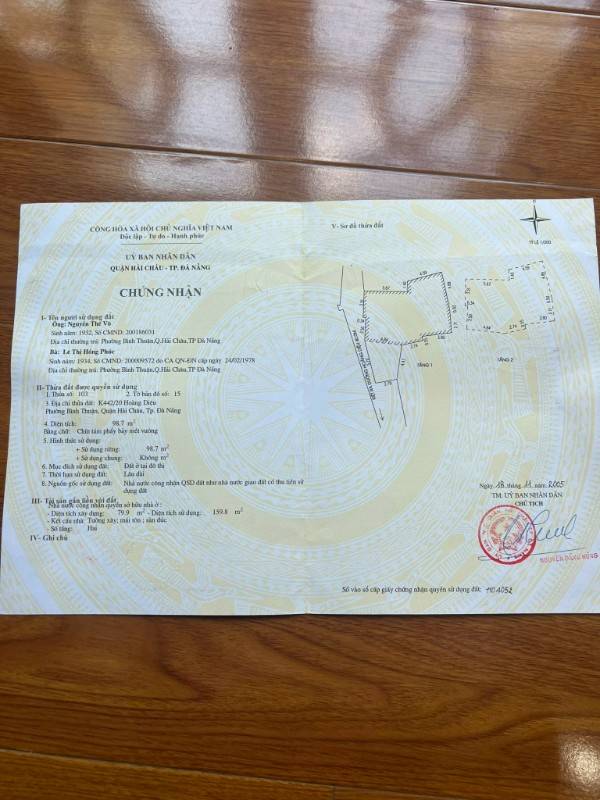 CỘNG HÒA XÃ HỘI CHỦ NGHĨA VIỆT NAM
Độc lập - Tự do - Hạnh phúc
UỶ BAN NHÂN DÂN
QUẬN HẢI CHÂU - TP. ĐÀ NẴNG
CHỨNG NHẬN
I- Tên người sử dụng đất
Ông: Nguyễn Thế Vũ
Sinh năm: 1932, Số CMND: 200186031
Địa chỉ thường trú: Phường Bình Thuận,Q.Hải Châu,TP Đà Nẵng
Bà: Lê Thị Hồng Phúc
Sinh năm: 1934, Số CMND: 200009572 do CA QN-ĐN cấp ngày 24/02/1978
Địa chỉ thường trú: Phường Bình Thuận,Q.Hải Châu,TP Đà Nẵng
II- Thửa đất được quyền sử dụng
1. Thửa số: 103 2. Tờ bản đồ số: 15
3. Địa chỉ thửa đất: K442/20 Hoàng Diệu
Phường Bình Thuận, Quận Hải Châu, Tp. Đà Nẵng
4. Diện tích: 98.7 m²
Bằng chữ: Chín tám phẩy bảy mét vuông
5. Hình thức sử dụng:
+ Sử dụng riêng: 98.7 m²
+ Sử dụng chung: Không m²
6. Mục đích sử dụng đất: Đất ở tại đô thị
7. Thời hạn sử dụng đất: Lâu dài
8. Nguồn gốc sử dụng đất: Nhà nước công nhận QSD đất như nhà nước giao đất có thu tiền sử
dụng đất
III- Tài sản gắn liền với đất
Nhà nước công nhận quyền sở hữu nhà ở :
- Diện tích xây dựng: 79.9 m² - Diện tích sử dụng: 159.8 m²
- Kết cấu nhà: Tường xây; mái tôn ; sàn đúc
- Số tầng: Hai
IV- Ghi chú
V- Sơ đồ thửa đất
TẦNG 1
TẦNG 2
Ngày 18 tháng 11 năm 2005
TM. UỶ BAN NHÂN DÂN
CHỦ TỊCH
Số vào sổ cấp giấy chứng nhận quyền sử dụng đất: